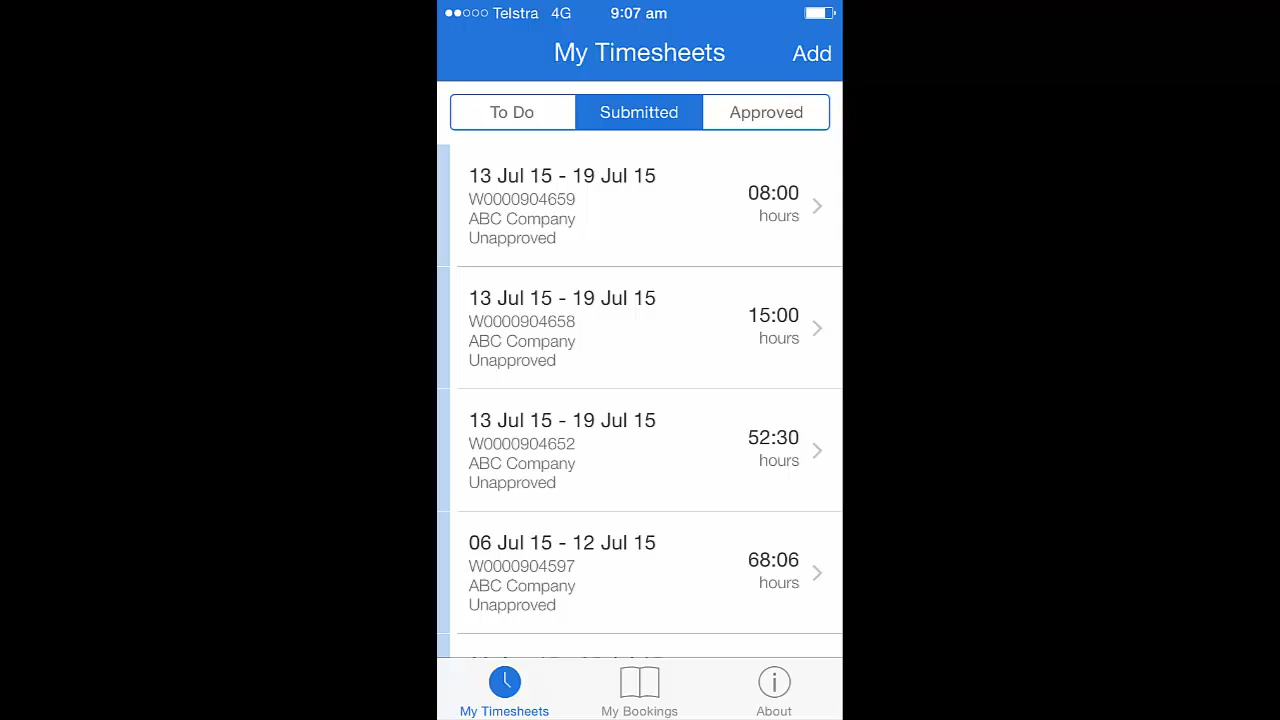 Telstra 4G 9:07 am
My Timesheets Add
To Do Submitted Approved
13 Jul 15 - 19 Jul 15
W0000904659
ABC Company
Unapproved
08:00
hours
13 Jul 15 - 19 Jul 15
W0000904658
ABC Company
Unapproved
15:00
hours
13 Jul 15 - 19 Jul 15
W0000904652
ABC Company
Unapproved
52:30
hours
06 Jul 15 - 12 Jul 15
W0000904597
ABC Company
Unapproved
68:06
hours
My Timesheets My Bookings About